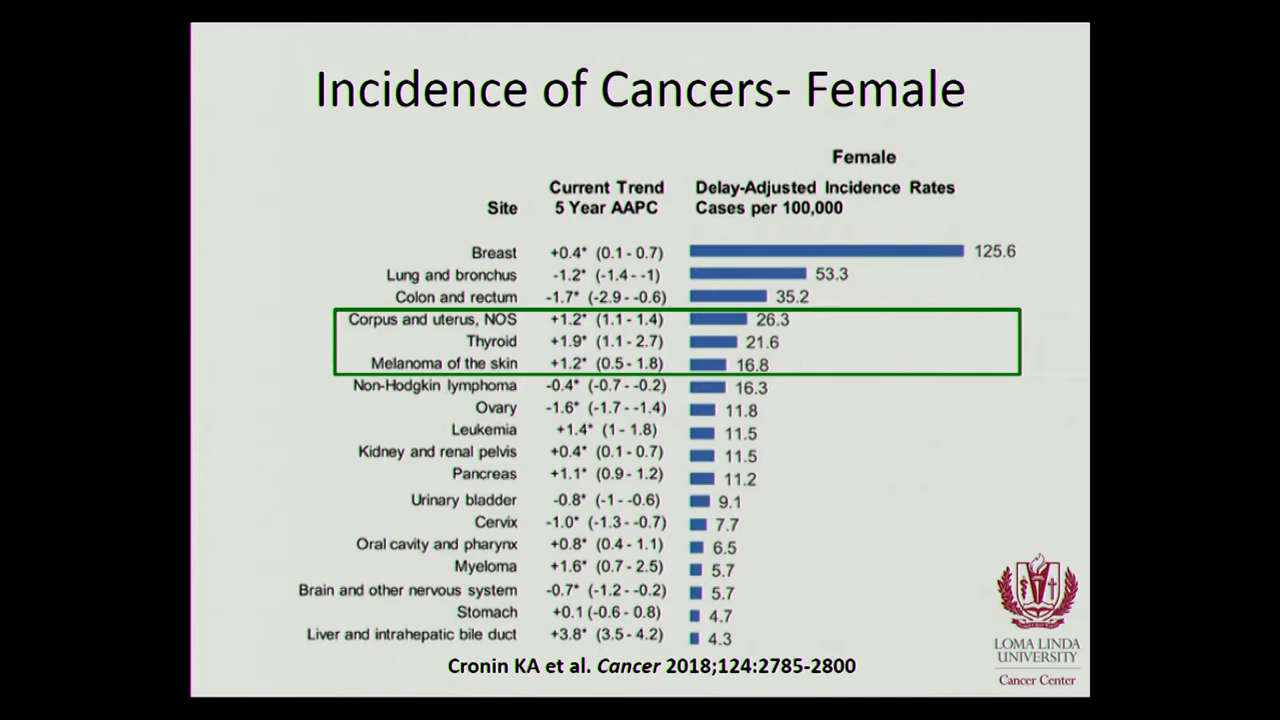 Incidence of Cancers- Female
Female
Current Trend Delay-Adjusted Incidence Rates
Site 5 Year AAPC Cases per 100,000
Breast +0.4* (0.1 - 0.7) 125.6
Lung and bronchus -1.2* (-1.4 - -1) 53.3
Colon and rectum -1.7* (-2.9 - -0.6) 35.2
Corpus and uterus, NOS +1.2* (1.1 - 1.4) 26.3
Thyroid +1.9* (1.1 - 2.7) 21.6
Melanoma of the skin +1.2* (0.5 - 1.8) 16.8
Non-Hodgkin lymphoma -0.4* (-0.7 - -0.2) 16.3
Ovary -1.6* (-1.7 - -1.4) 11.8
Leukemia +1.4* (1 - 1.8) 11.5
Kidney and renal pelvis +0.4* (0.1 - 0.7) 11.5
Pancreas +1.1* (0.9 - 1.2) 11.2
Urinary bladder -0.8* (-1 - -0.6) 9.1
Cervix -1.0* (-1.3 - -0.7) 7.7
Oral cavity and pharynx +0.8* (0.4 - 1.1) 6.5
Myeloma +1.6* (0.7 - 2.5) 5.7
Brain and other nervous system -0.7* (-1.2 - -0.2) 5.7
Stomach +0.1 (-0.6 - 0.8) 4.7
Liver and intrahepatic bile duct +3.8* (3.5 - 4.2) 4.3
Cronin KA et al. Cancer 2018;124:2785-2800
LOMA LINDA
UNIVERSITY
Cancer Center